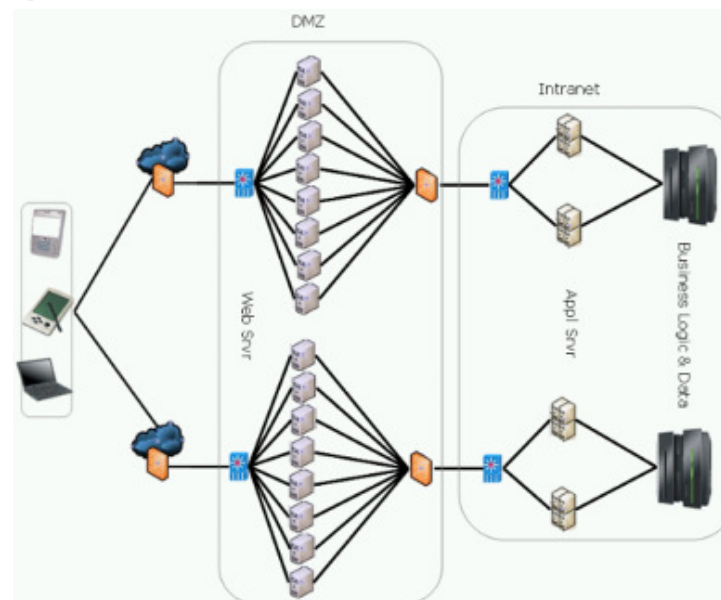 DMZ
Intranet
Web Srvr
Appl Srvr
Business Logic & Data